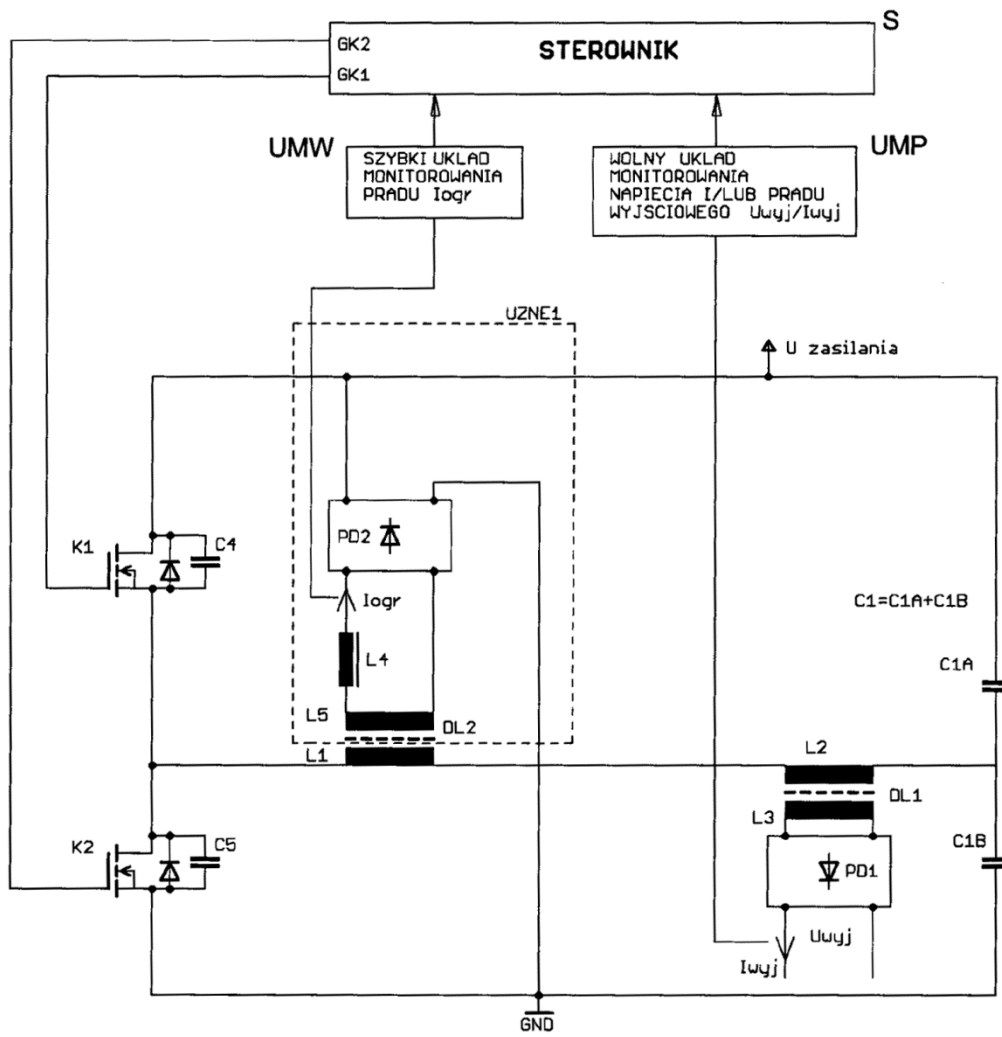 S
GK2
STEROWNIK
GK1
UMW
SZYBKI UKLAD
MONITOROWANIA
PRADU Iogr
WOLNY UKLAD
MONITOROWANIA
NAPIECIA I/LUB PRADU
WYJSCIOWEGO Uwyj/Iwyj
UMP
UZNE1
U zasilania
PD2
K1
C4
Iogr
C1=C1A+C1B
L4
C1A
L5
DL2
L1
L2
DL1
L3
K2
C5
C1B
PD1
Uwyj
Iwyj
GND